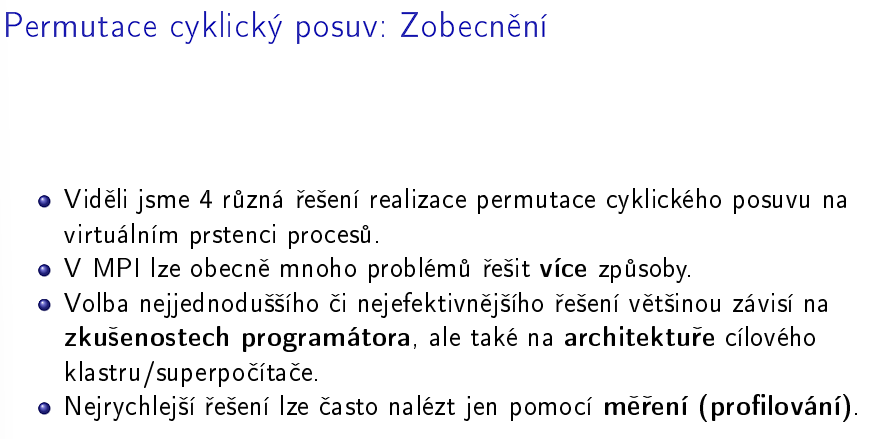 Permutace cyklický posuv: Zobecnění
Viděli jsme 4 různá řešení realizace permutace cyklického posuvu na
virtuálním prstenci procesů.
V MPI lze obecně mnoho problémů řešit více způsoby.
Volba nejjednoduššího či nejefektivnějšího řešení většinou závisí na
zkušenostech programátora, ale také na architektuře cílového
klastru/superpočítače.
Nejrychlejší řešení lze často nalézt jen pomocí měření (profilování).